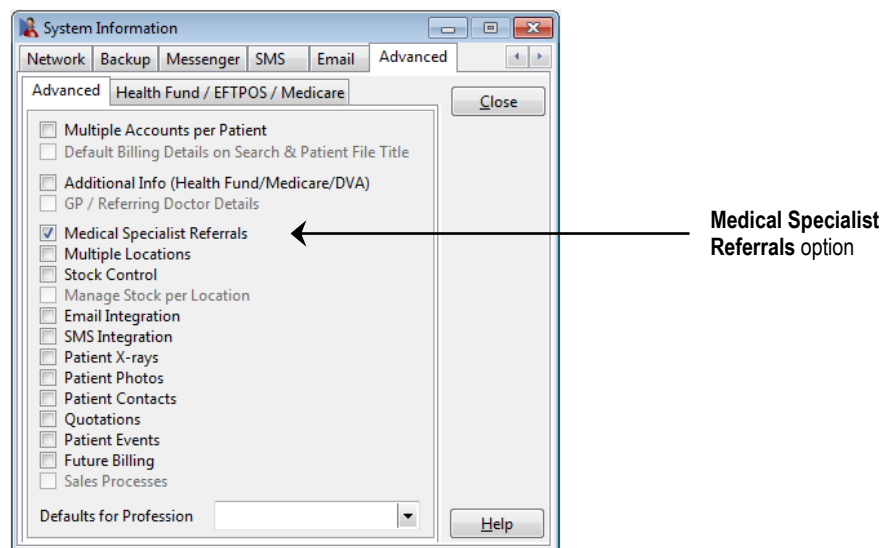 System Information
Network Backup Messenger SMS Email Advanced
Advanced Health Fund / EFTPOS / Medicare
Close
Multiple Accounts per Patient
Default Billing Details on Search & Patient File Title
Additional Info (Health Fund/Medicare/DVA)
GP / Referring Doctor Details
Medical Specialist Referrals
Multiple Locations
Stock Control
Manage Stock per Location
Email Integration
SMS Integration
Patient X-rays
Patient Photos
Patient Contacts
Quotations
Patient Events
Future Billing
Sales Processes
Defaults for Profession
Help
Medical Specialist
Referrals option